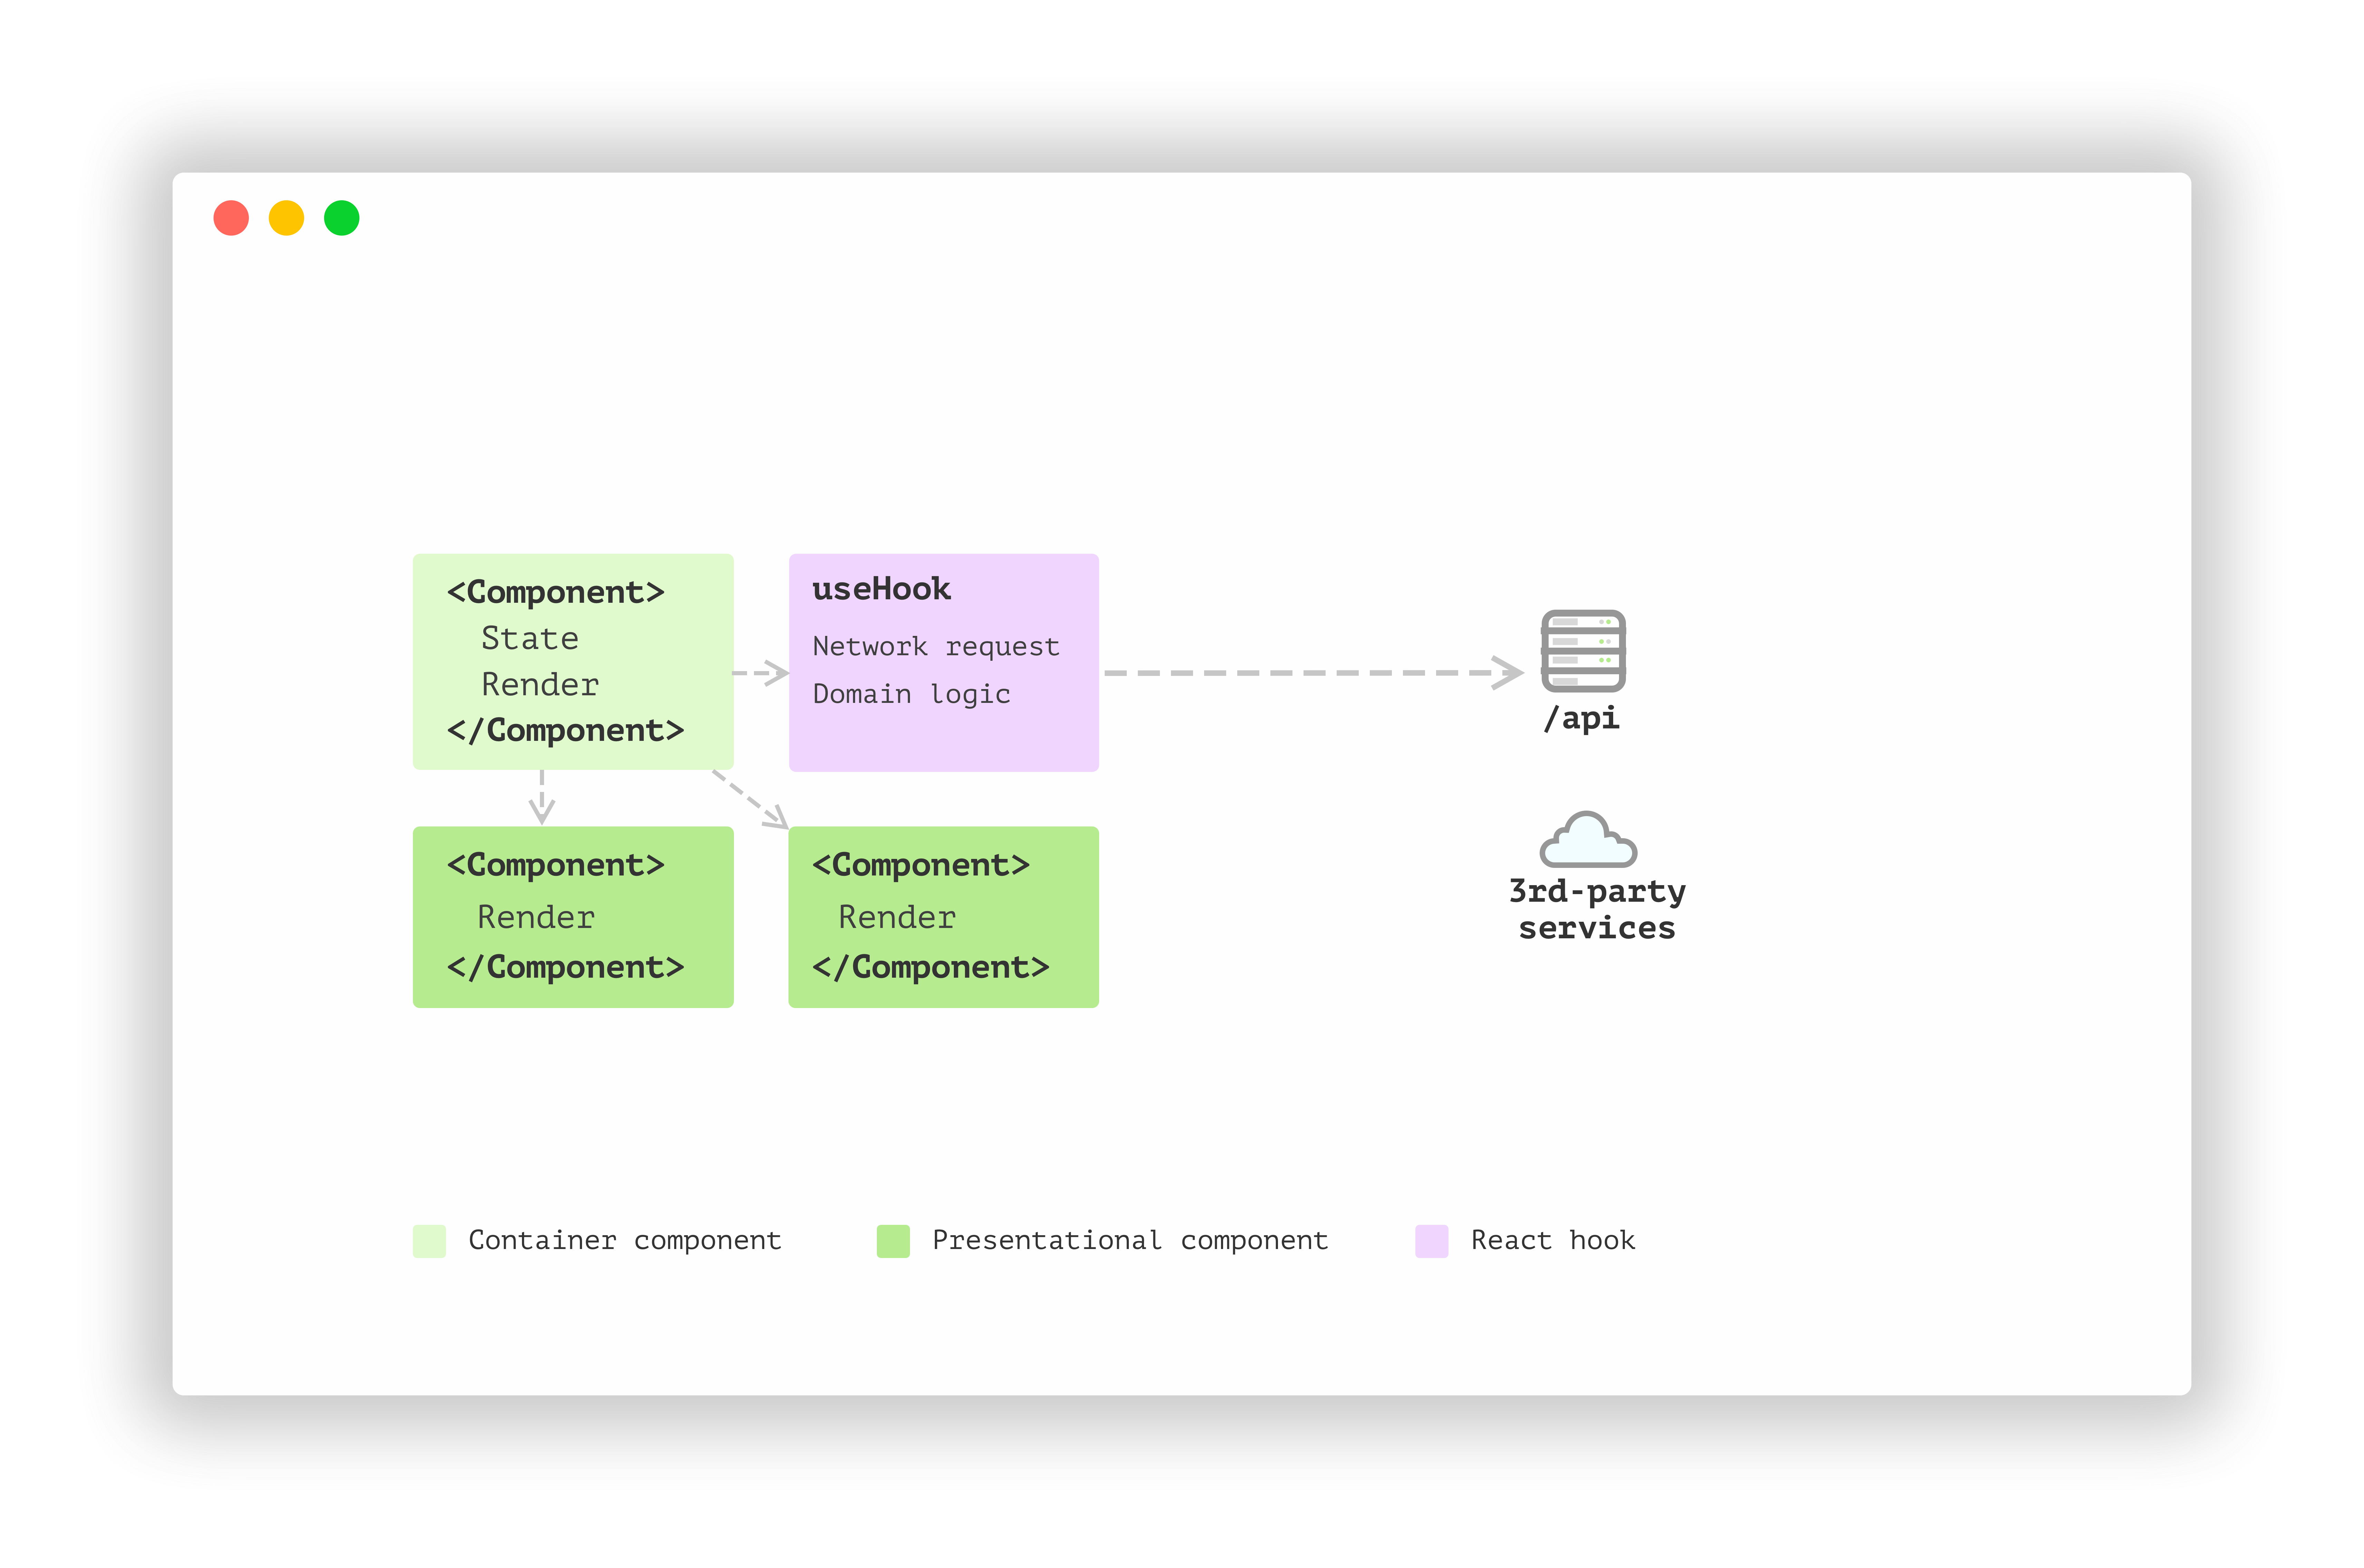 <Component>
State
Render
</Component>
useHook
Network request
Domain logic
/api
<Component>
Render
</Component>
<Component>
Render
</Component>
3rd-party
services
Container component
Presentational component
React hook